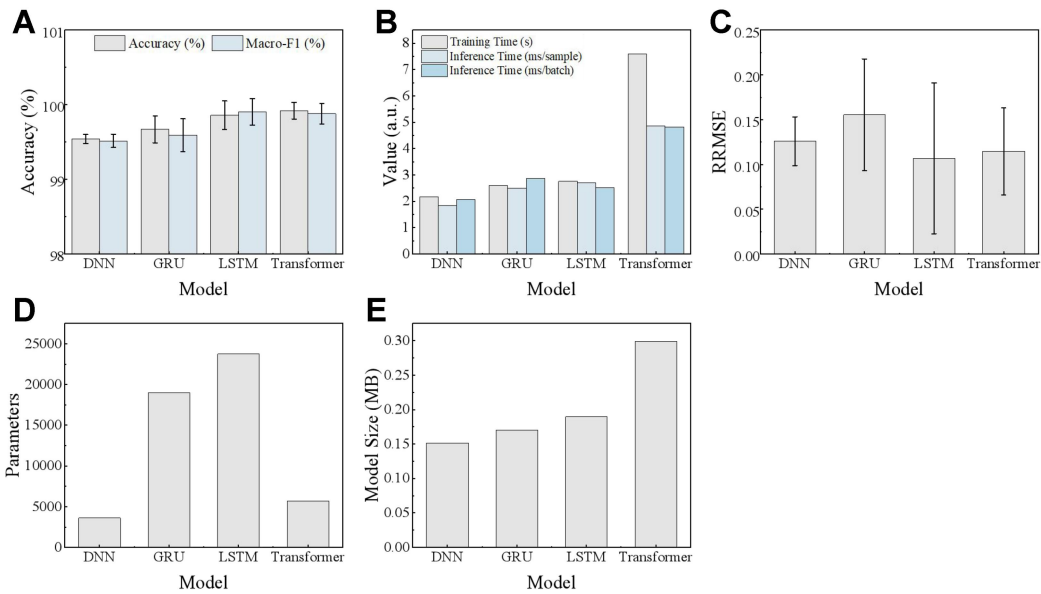 A
101
100
99
98
Accuracy (%)
Accuracy (%)
Macro-F1 (%)
DNN
GRU
LSTM
Transformer
Model
B
8
7
6
5
4
3
2
1
0
Value (a.u.)
Training Time (s)
Inference Time (ms/sample)
Inference Time (ms/batch)
DNN
GRU
LSTM
Transformer
Model
C
0.25
0.20
0.15
0.10
0.05
0.00
RRMSE
DNN
GRU
LSTM
Transformer
Model
D
25000
20000
15000
10000
5000
0
Parameters
DNN
GRU
LSTM
Transformer
Model
E
0.30
0.25
0.20
0.15
0.10
0.05
0.00
Model Size (MB)
DNN
GRU
LSTM
Transformer
Model